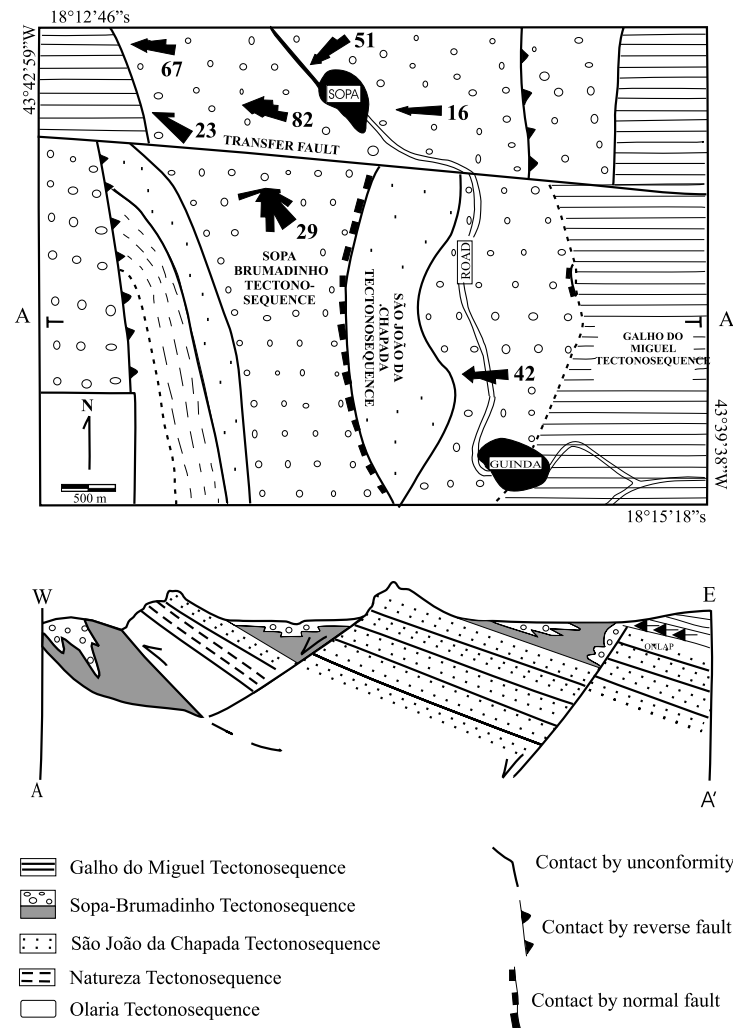 18°12'46”s
43°42'59”W
51
67
SOPA
82
16
23
TRANSFER FAULT
29
SOPA
BRUMADINHO
TECTONO-
SEQUENCE
SÃO JOÃO DA
.CHAPADA
TECTONOSEQUENCE
ROAD
A
A
GALHO DO
MIGUEL
TECTONOSEQUENCE
42
N
500 m
GUINDA
43°39'38”W
18°15'18”s
W
E
ONLAP
A
A'
Galho do Miguel Tectonosequence
Sopa-Brumadinho Tectonosequence
São João da Chapada Tectonosequence
Natureza Tectonosequence
Olaria Tectonosequence
Contact by unconformity
Contact by reverse fault
Contact by normal fault